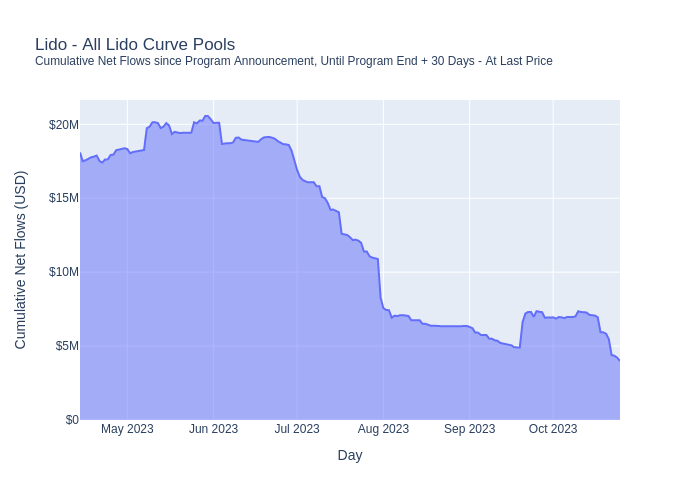 Lido - All Lido Curve Pools
Cumulative Net Flows since Program Announcement, Until Program End + 30 Days - At Last Price
Cumulative Net Flows (USD)
$20M
$15M
$10M
$5M
$0
May 2023
Jun 2023
Jul 2023
Aug 2023
Sep 2023
Oct 2023
Day